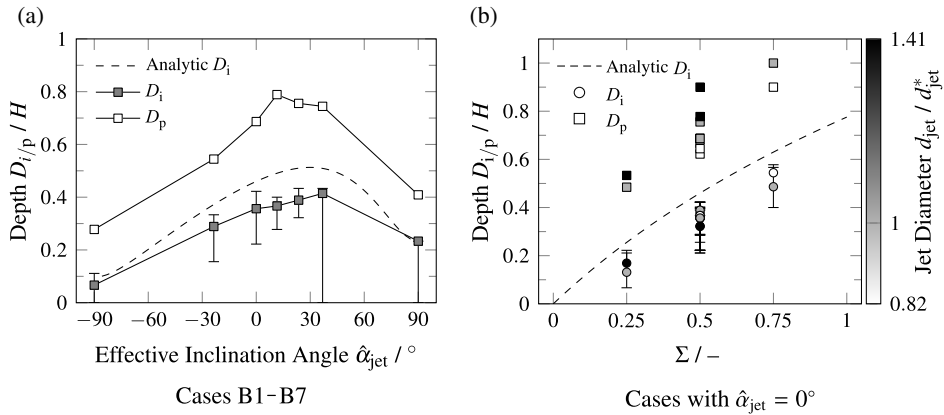 (a)
Depth D_{i/p} / H
1
0.8
0.6
0.4
0.2
0
Analytic D_i
D_i
D_p
−90 −60 −30 0 30 60 90
Effective Inclination Angle α̂_jet / °
Cases B1–B7
(b)
Depth D_{i/p} / H
1
0.8
0.6
0.4
0.2
0
Analytic D_i
D_i
D_p
0 0.25 0.5 0.75 1
Σ / –
Cases with α̂_jet = 0°
1.41
1
0.82
Jet Diameter d_jet / d*_jet